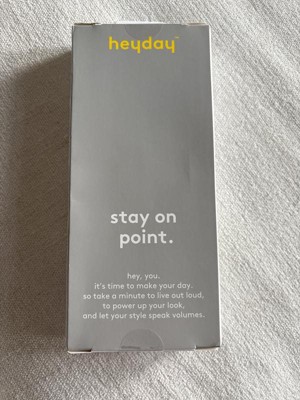 heyday™
stay on
point.
hey, you.
it's time to make your day.
so take a minute to live out loud,
to power up your look,
and let your style speak volumes.